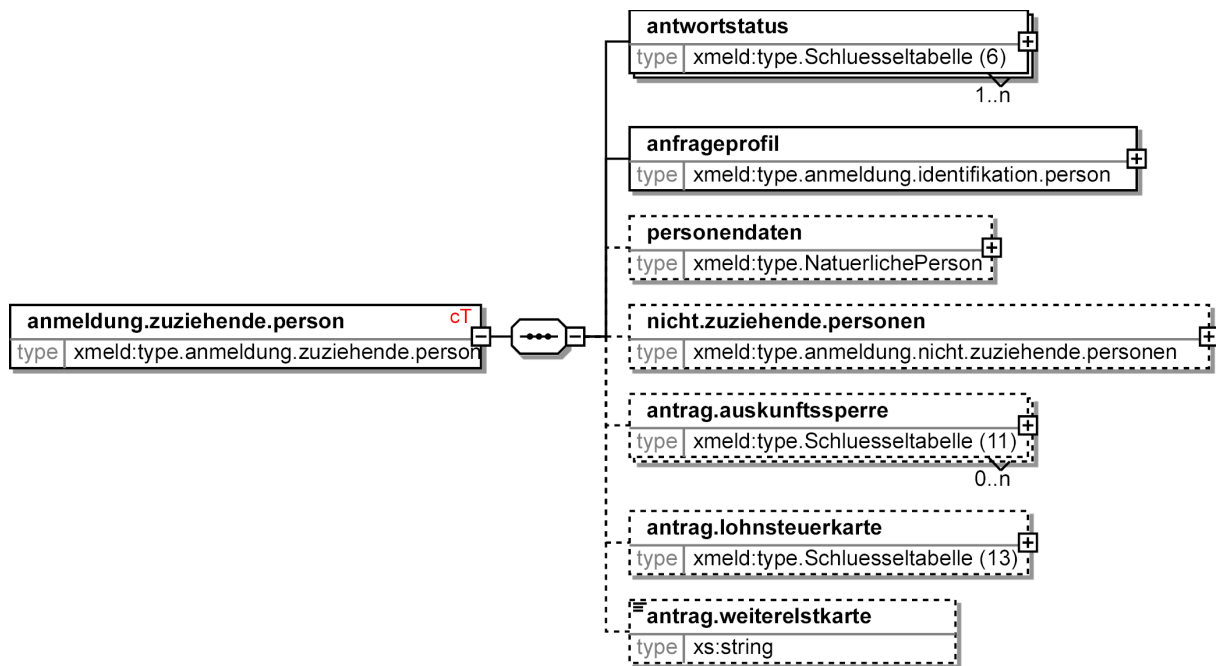 antwortstatus
type xmeld:type.Schluesseltabelle (6)
1..n
anfrageprofil
type xmeld:type.anmeldung.identifikation.person
personendaten
type xmeld:type.NatuerlichePerson
anmeldung.zuziehende.person cT
type xmeld:type.anmeldung.zuziehende.person
nicht.zuziehende.personen
type xmeld:type.anmeldung.nicht.zuziehende.personen
antrag.auskunftssperre
type xmeld:type.Schluesseltabelle (11)
0..n
antrag.lohnsteuerkarte
type xmeld:type.Schluesseltabelle (13)
antrag.weiterelstkarte
type xs:string